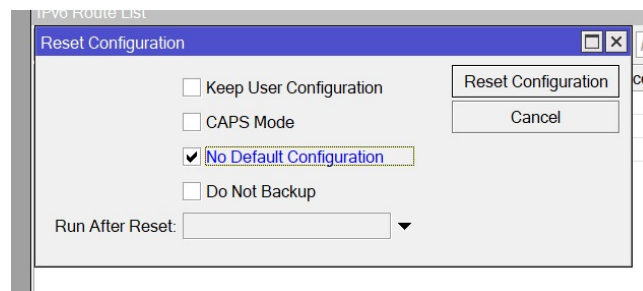 IPv6 Route List
Reset Configuration
Keep User Configuration
Reset Configuration
CAPS Mode
Cancel
No Default Configuration
Do Not Backup
Run After Reset: